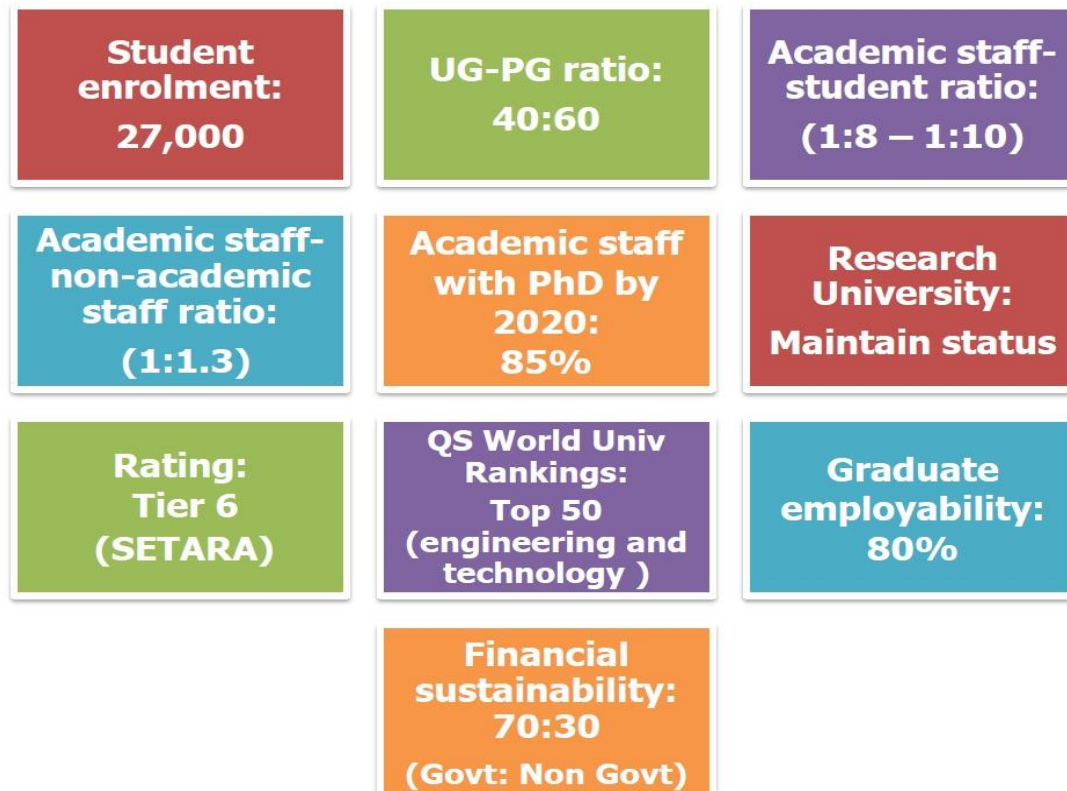 Student
enrolment:
27,000
UG-PG ratio:
40:60
Academic staff-
student ratio:
(1:8 – 1:10)
Academic staff-
non-academic
staff ratio:
(1:1.3)
Academic staff
with PhD by
2020:
85%
Research
University:
Maintain status
Rating:
Tier 6
(SETARA)
QS World Univ
Rankings:
Top 50
(engineering and
technology )
Graduate
employability:
80%
Financial
sustainability:
70:30
(Govt: Non Govt)